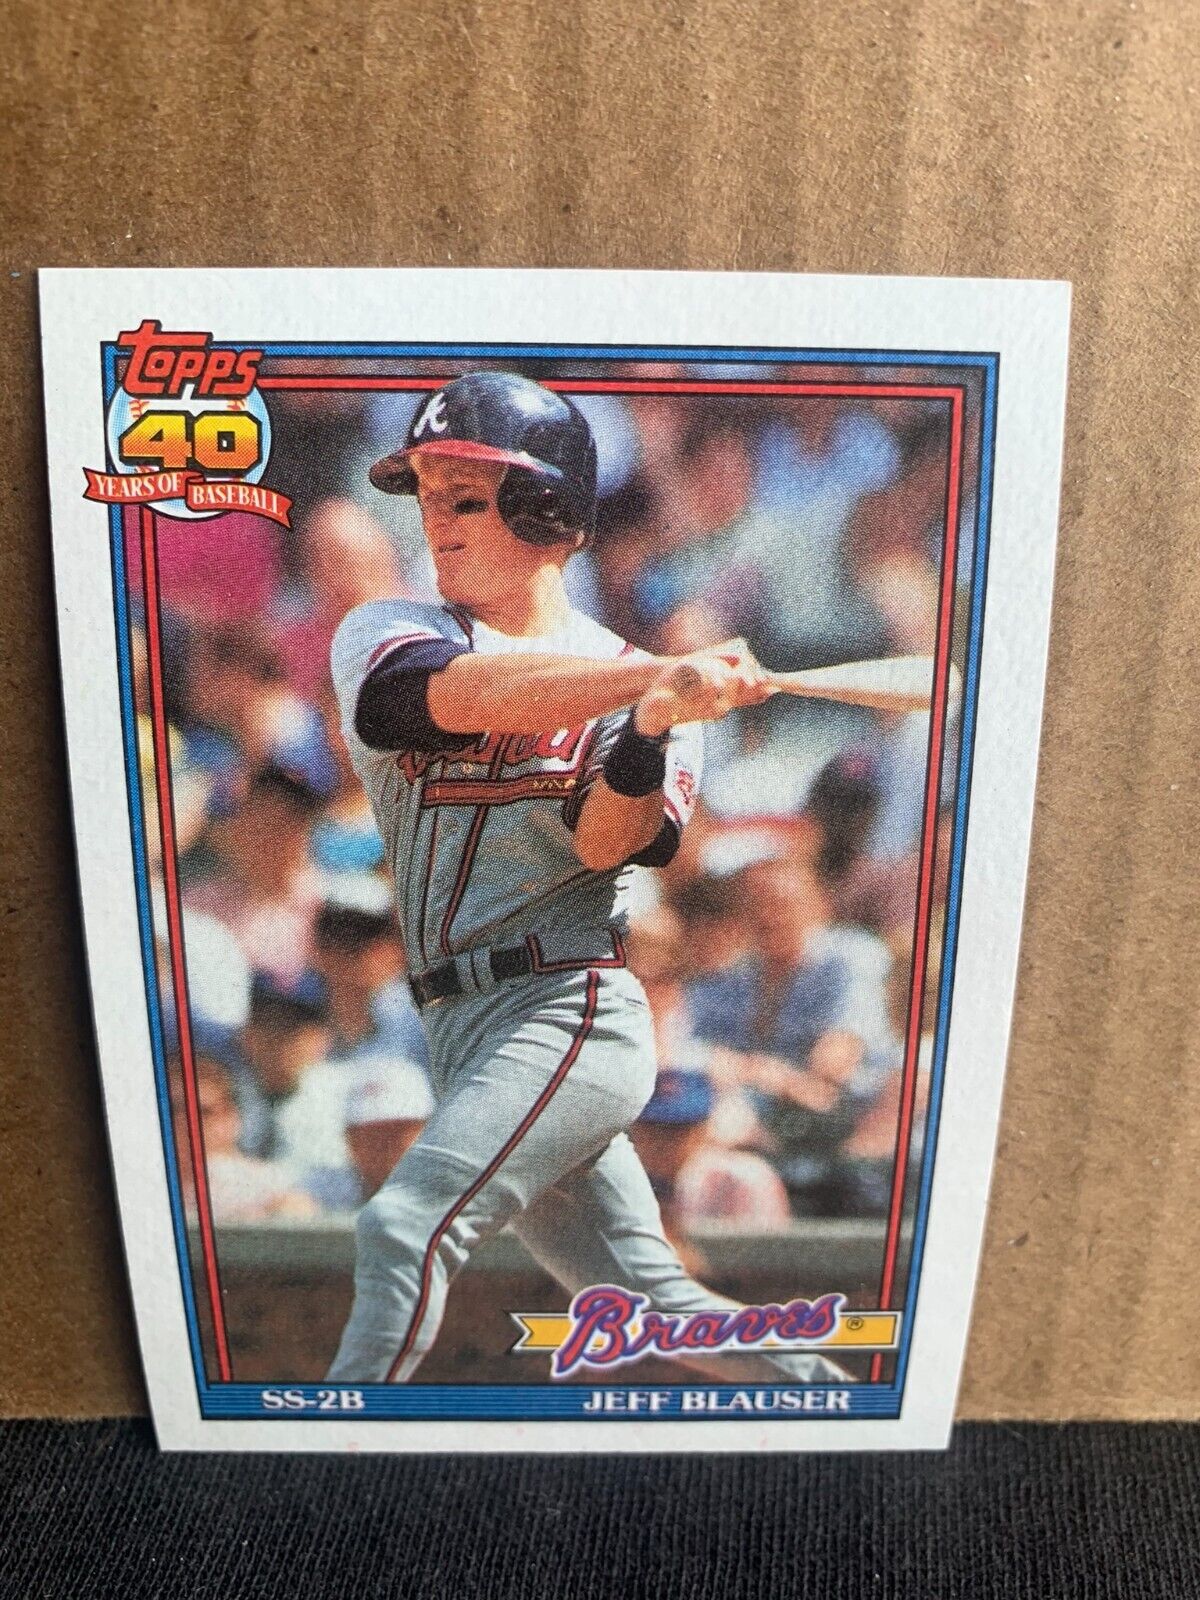 Topps
40
YEARS OF BASEBALL
A
Braves®
SS-2B JEFF BLAUSER